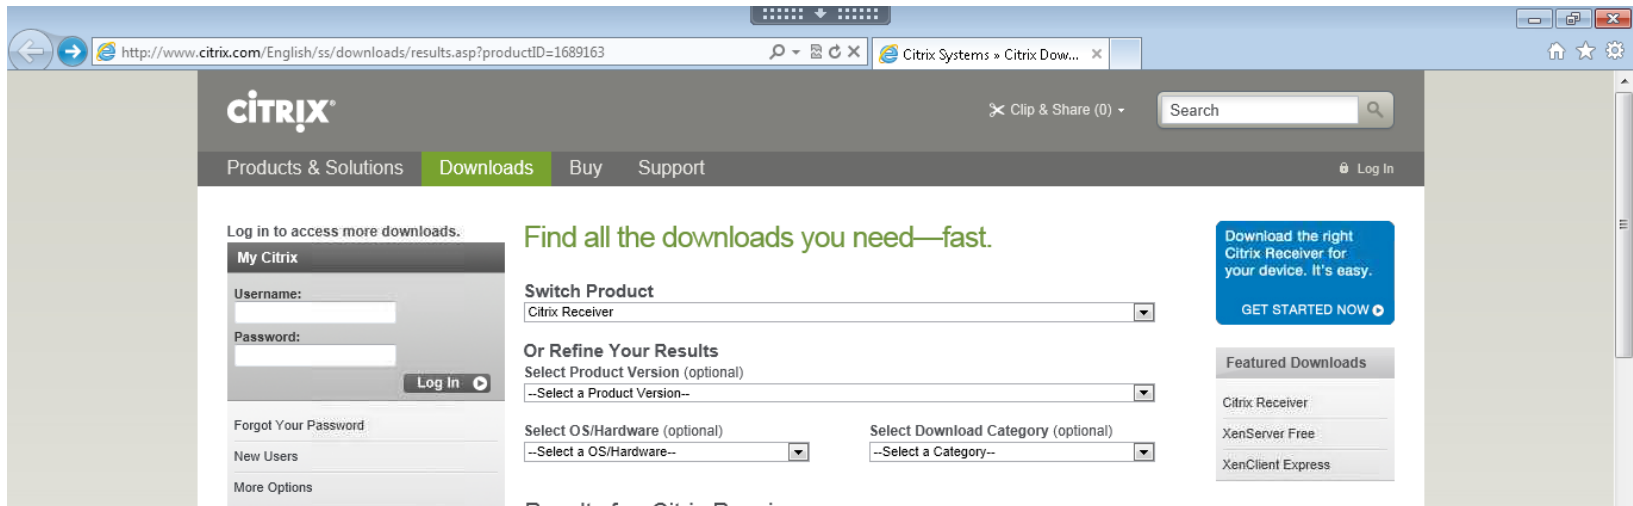 http://www.citrix.com/English/ss/downloads/results.asp?productID=1689163
Citrix Systems » Citrix Dow...
CITRIX
Clip & Share (0)
Search
Products & Solutions
Downloads
Buy
Support
Log In
Log in to access more downloads.
My Citrix
Username:
Password:
Log In
Forgot Your Password
New Users
More Options
Find all the downloads you need—fast.
Switch Product
Citrix Receiver
Or Refine Your Results
Select Product Version (optional)
--Select a Product Version--
Select OS/Hardware (optional)
--Select a OS/Hardware--
Select Download Category (optional)
--Select a Category--
Download the right
Citrix Receiver for
your device. It's easy.
GET STARTED NOW
Featured Downloads
Citrix Receiver
XenServer Free
XenClient Express